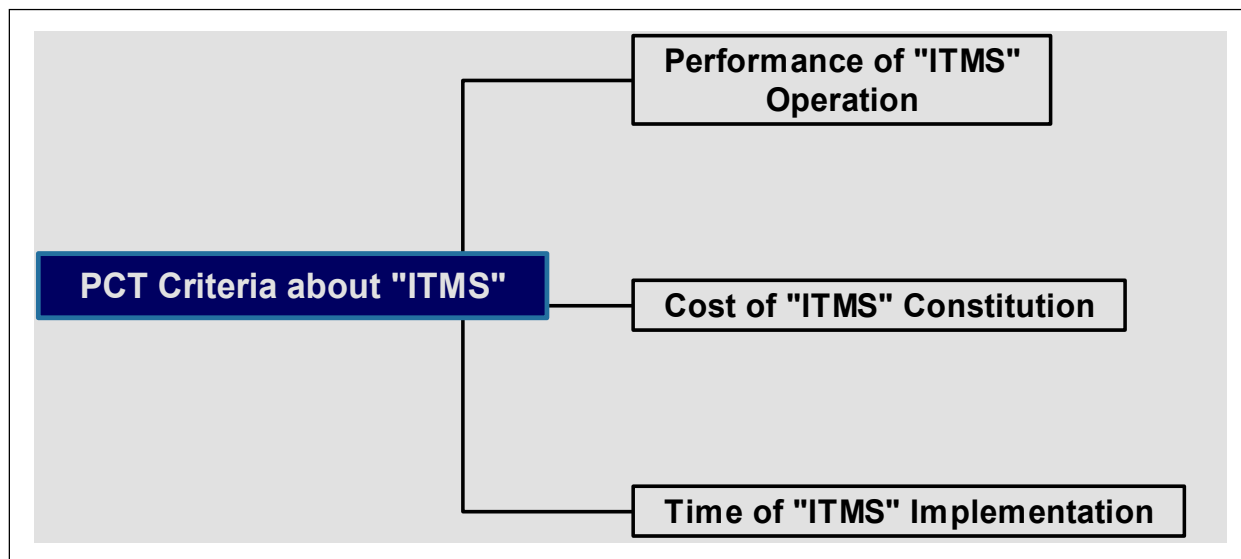 Performance of "ITMS"
Operation
PCT Criteria about "ITMS"
Cost of "ITMS" Constitution
Time of "ITMS" Implementation